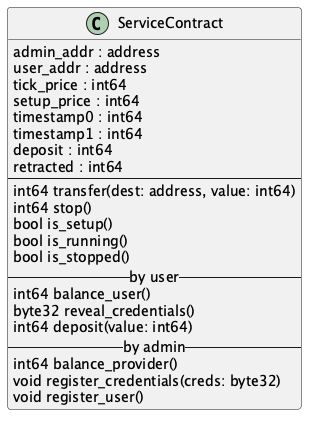 C ServiceContract
admin_addr : address
user_addr : address
tick_price : int64
setup_price : int64
timestamp0 : int64
timestamp1 : int64
deposit : int64
retracted : int64
int64 transfer(dest: address, value: int64)
int64 stop()
bool is_setup()
bool is_running()
bool is_stopped()
by user
int64 balance_user()
byte32 reveal_credentials()
int64 deposit(value: int64)
by admin
int64 balance_provider()
void register_credentials(creds: byte32)
void register_user()